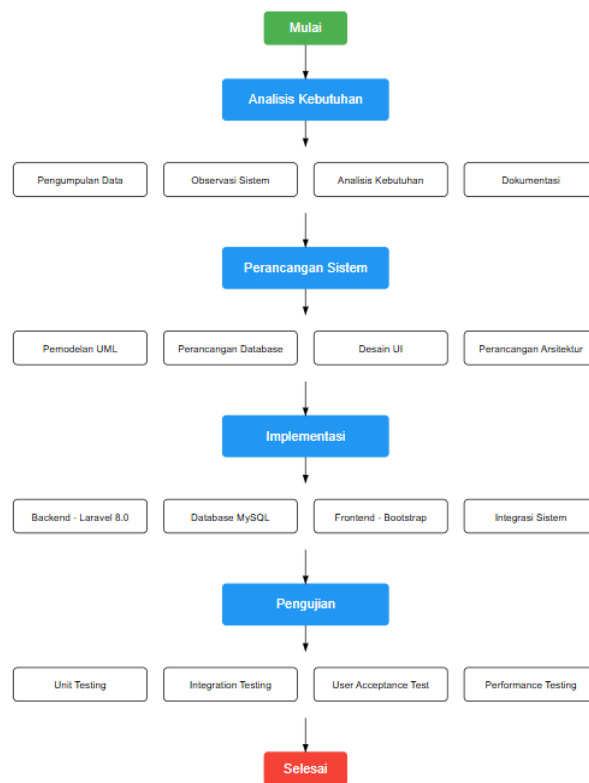 Mulai
Analisis Kebutuhan
Pengumpulan Data
Observasi Sistem
Analisis Kebutuhan
Dokumentasi
Perancangan Sistem
Pemodelan UML
Perancangan Database
Desain UI
Perancangan Arsitektur
Implementasi
Backend - Laravel 8.0
Database MySQL
Frontend - Bootstrap
Integrasi Sistem
Pengujian
Unit Testing
Integration Testing
User Acceptance Test
Performance Testing
Selesai